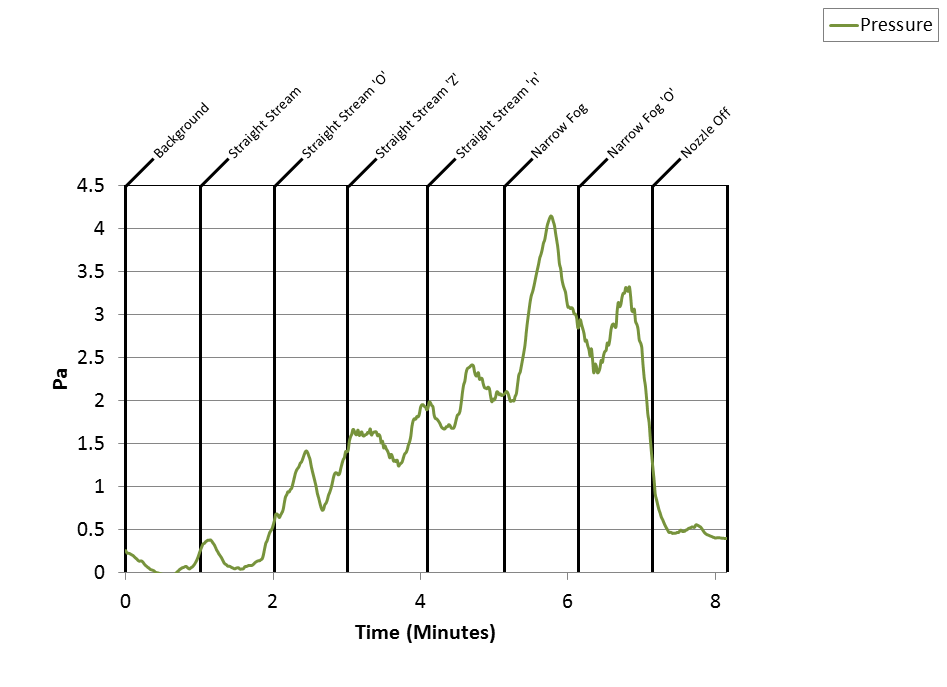 Pressure
Background
Straight Stream
Straight Stream 'O'
Straight Stream 'Z'
Straight Stream 'n'
Narrow Fog
Narrow Fog 'O'
Nozzle Off
4.5
4
3.5
3
2.5
2
1.5
1
0.5
0
Pa
0 2 4 6 8
Time (Minutes)